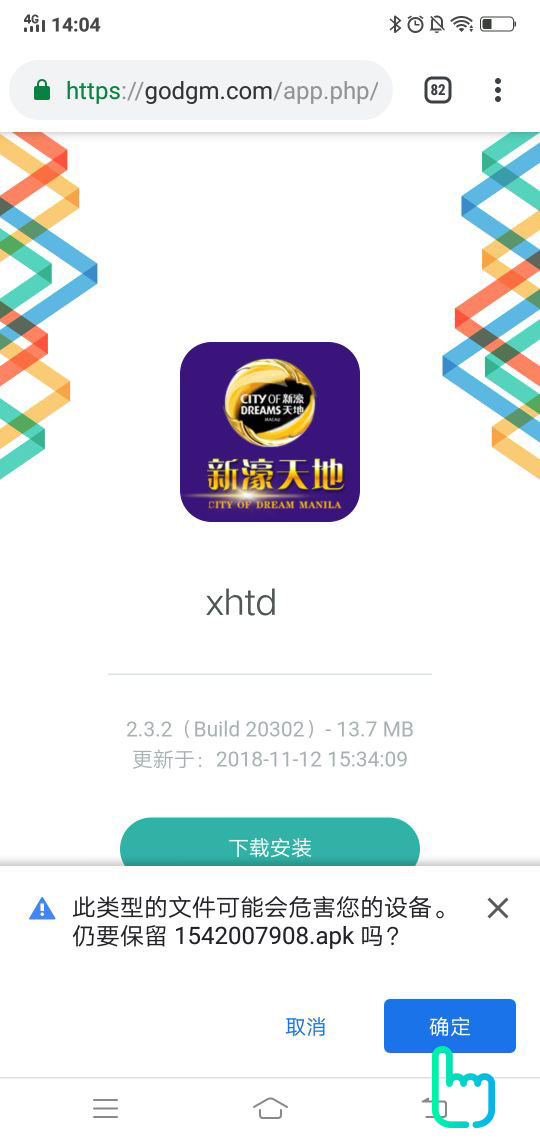 4G 14:04
https://godgm.com/app.php/
82
CITY OF 新濠
DREAMS 天地
MACAU
新濠天地
CITY OF DREAM MANILA
xhtd
2.3.2（Build 20302）- 13.7 MB
更新于：2018-11-12 15:34:09
下载安装
此类型的文件可能会危害您的设备。
仍要保留 1542007908.apk 吗？
取消
确定